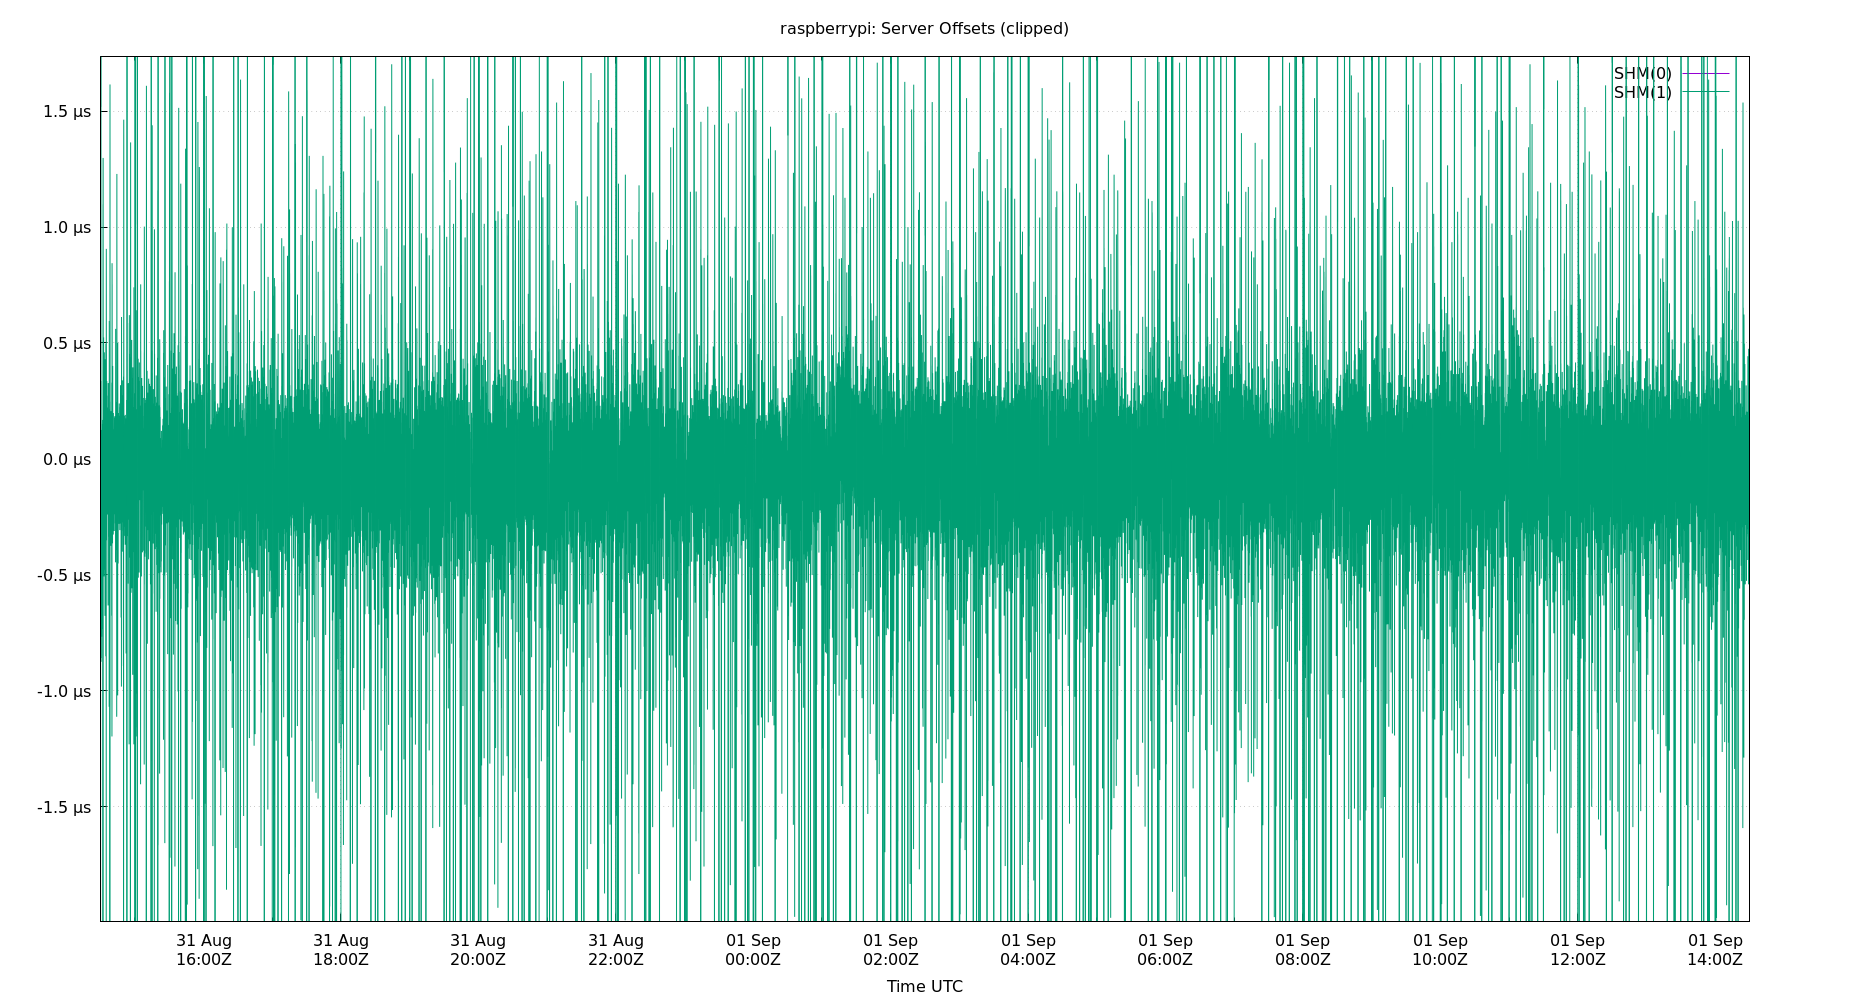 raspberrypi: Server Offsets (clipped)
SHM(0)
SHM(1)
1.5 µs
1.0 µs
0.5 µs
0.0 µs
-0.5 µs
-1.0 µs
-1.5 µs
31 Aug 31 Aug 31 Aug 31 Aug 01 Sep 01 Sep 01 Sep 01 Sep 01 Sep 01 Sep 01 Sep 01 Sep
16:00Z 18:00Z 20:00Z 22:00Z 00:00Z 02:00Z 04:00Z 06:00Z 08:00Z 10:00Z 12:00Z 14:00Z
Time UTC